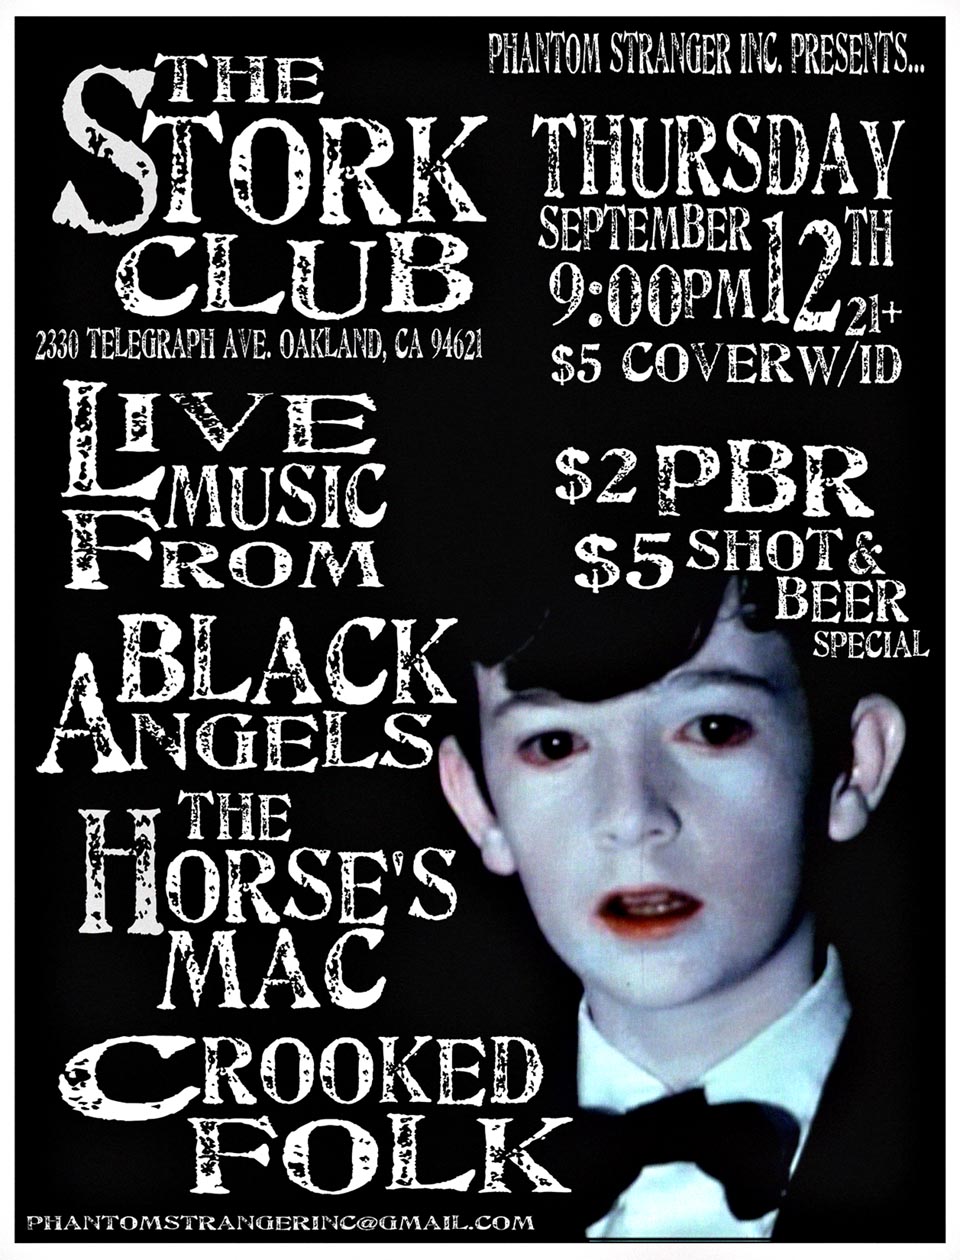 PHANTOM STRANGER INC. PRESENTS...
THE
STORK
CLUB
2330 TELEGRAPH AVE. OAKLAND, CA 94621
THURSDAY
SEPTEMBER 12TH
9:00PM 21+
$5 COVER W/ID
$2 PBR
$5 SHOT &
BEER
SPECIAL
LIVE
MUSIC
FROM
BLACK
ANGELS
THE
HORSE'S
MAC
CROOKED
FOLK
PHANTOMSTRANGERINC@GMAIL.COM